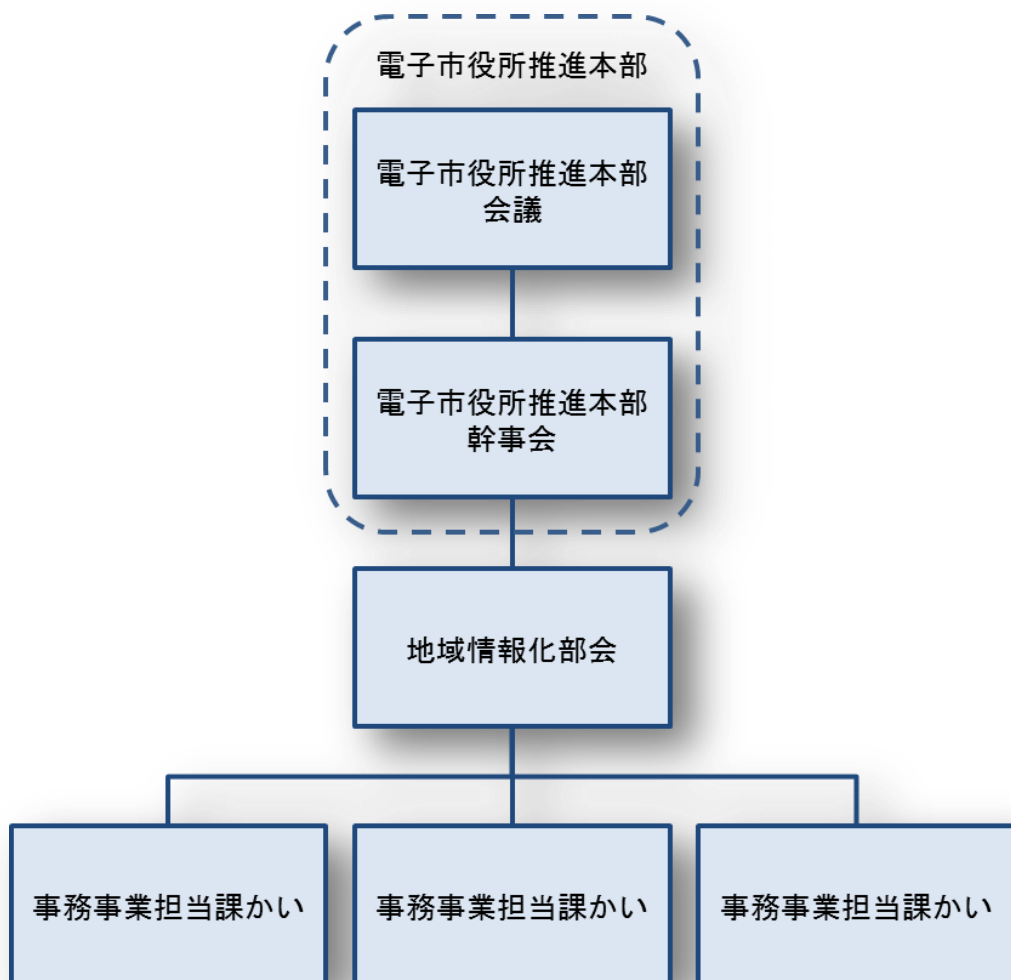 電子市役所推進本部
電子市役所推進本部
会議
電子市役所推進本部
幹事会
地域情報化部会
事務事業担当課かい
事務事業担当課かい
事務事業担当課かい